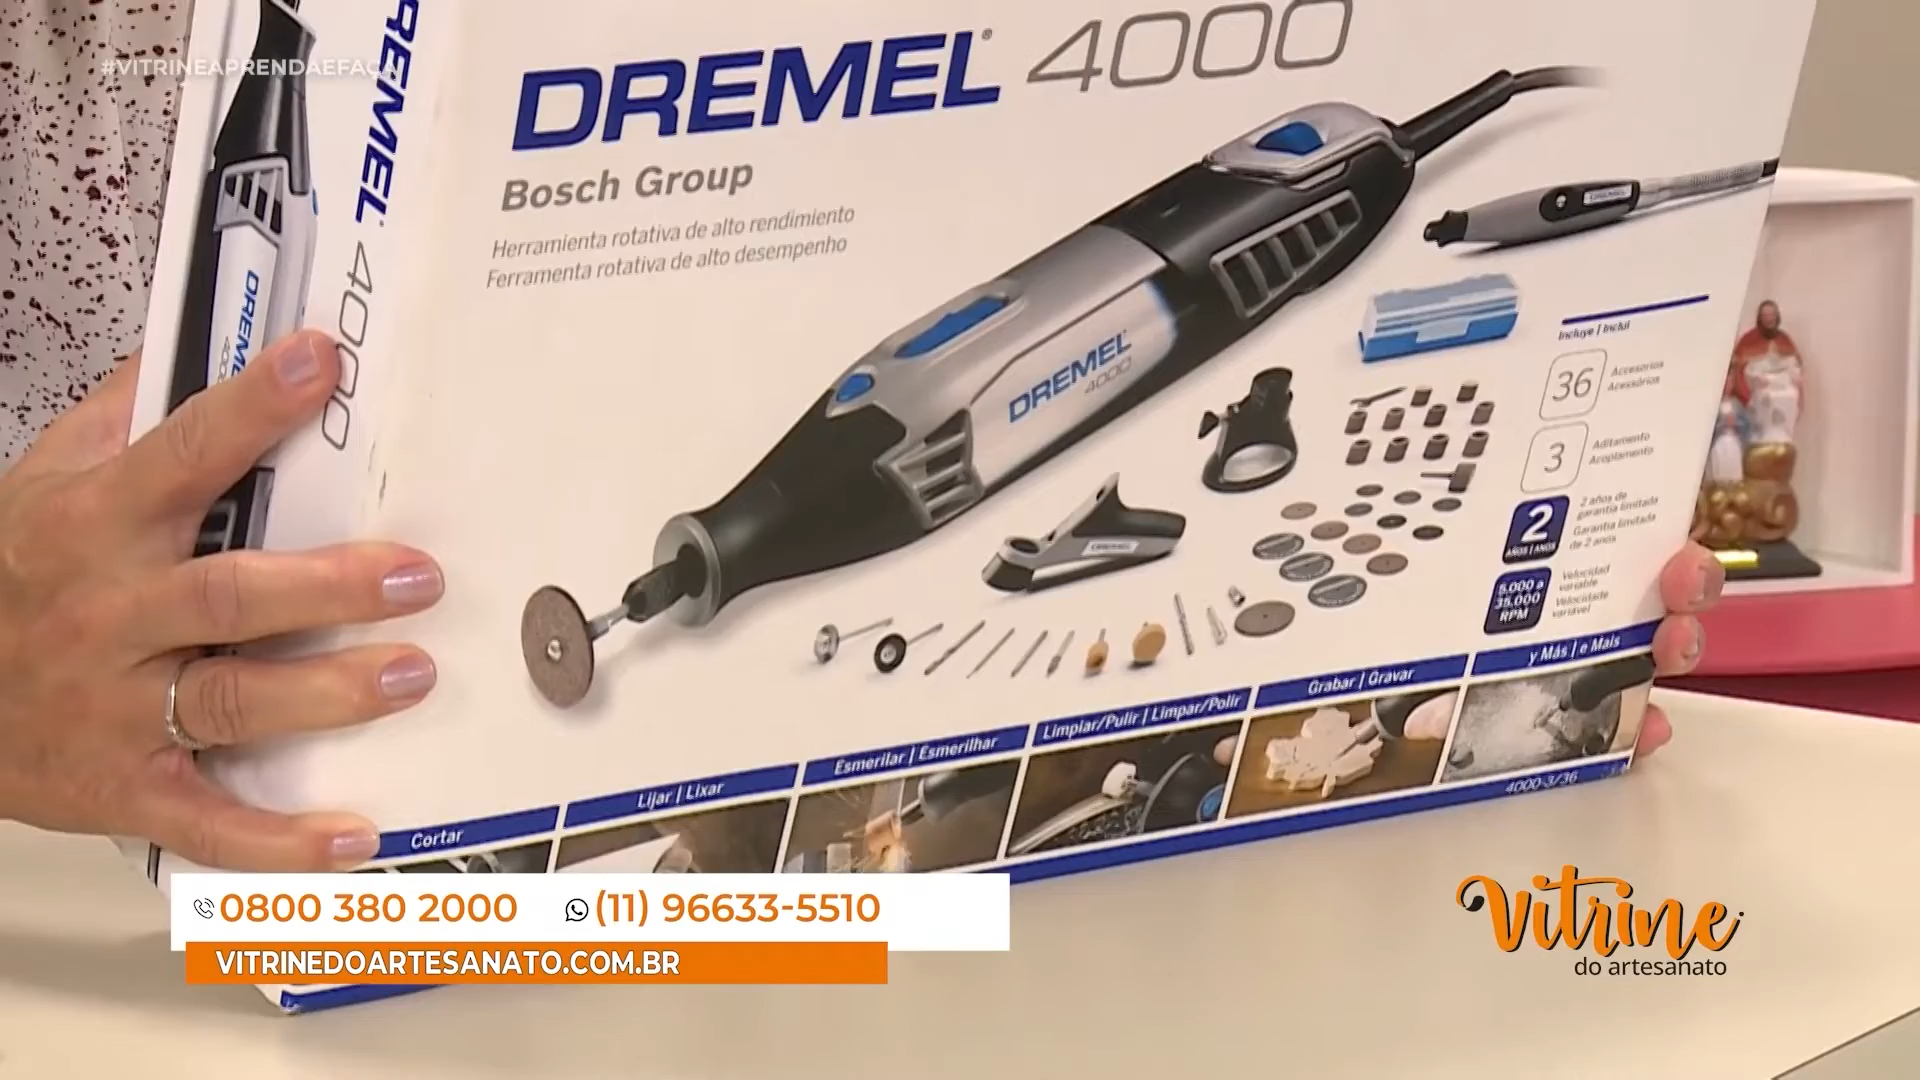 #VITRINEAPRENDAEFAÇA
DREMEL 4000
DREMEL® 4000
Bosch Group
Herramienta rotativa de alto rendimiento
Ferramenta rotativa de alto desempenho
DREMEL
4000
DREMEL
4000
DREMEL
DREMEL
Incluye | Inclui
36
Accesorios
Acessórios
3
Aditamento
Acoplamento
2
AÑOS | ANOS
2 años de
garantía limitada
Garantia limitada
de 2 anos
5.000 a
35.000
RPM
Velocidad
variable
Velocidade
variável
Cortar
Lijar | Lixar
Esmerilar | Esmerilhar
Limpiar/Pulir | Limpar/Polir
Grabar | Gravar
y Más | e Mais
4000-3/36
0800 380 2000
(11) 96633-5510
VITRINEDOARTESANATO.COM.BR
Vitrine
do artesanato